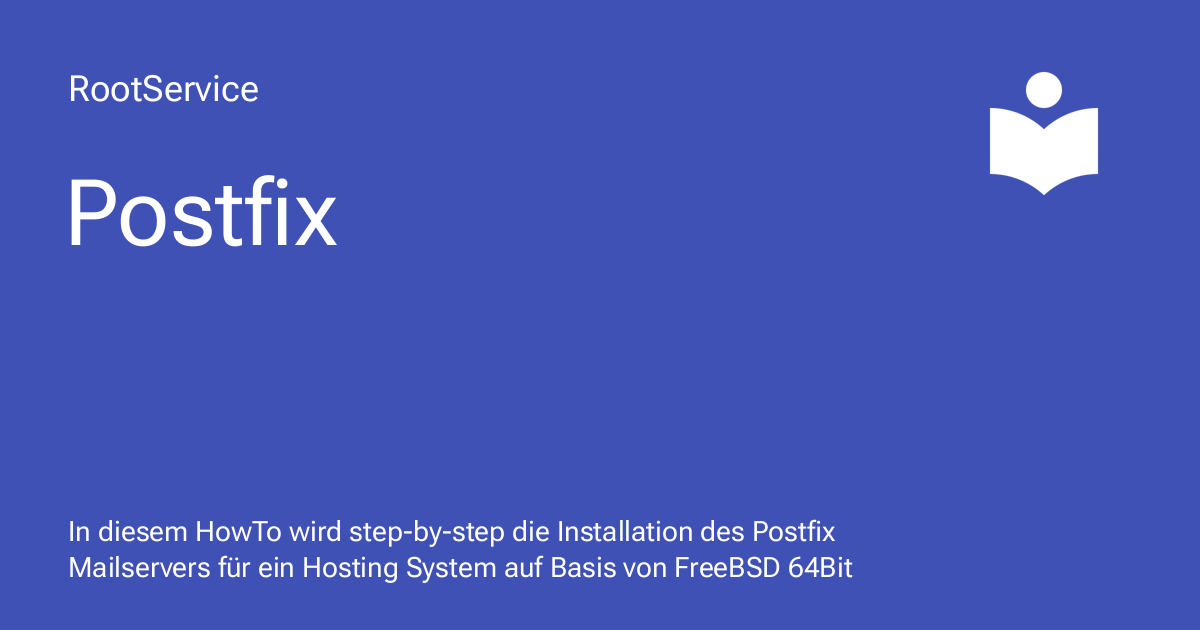 RootService
Postfix
In diesem HowTo wird step-by-step die Installation des Postfix
Mailservers für ein Hosting System auf Basis von FreeBSD 64Bit